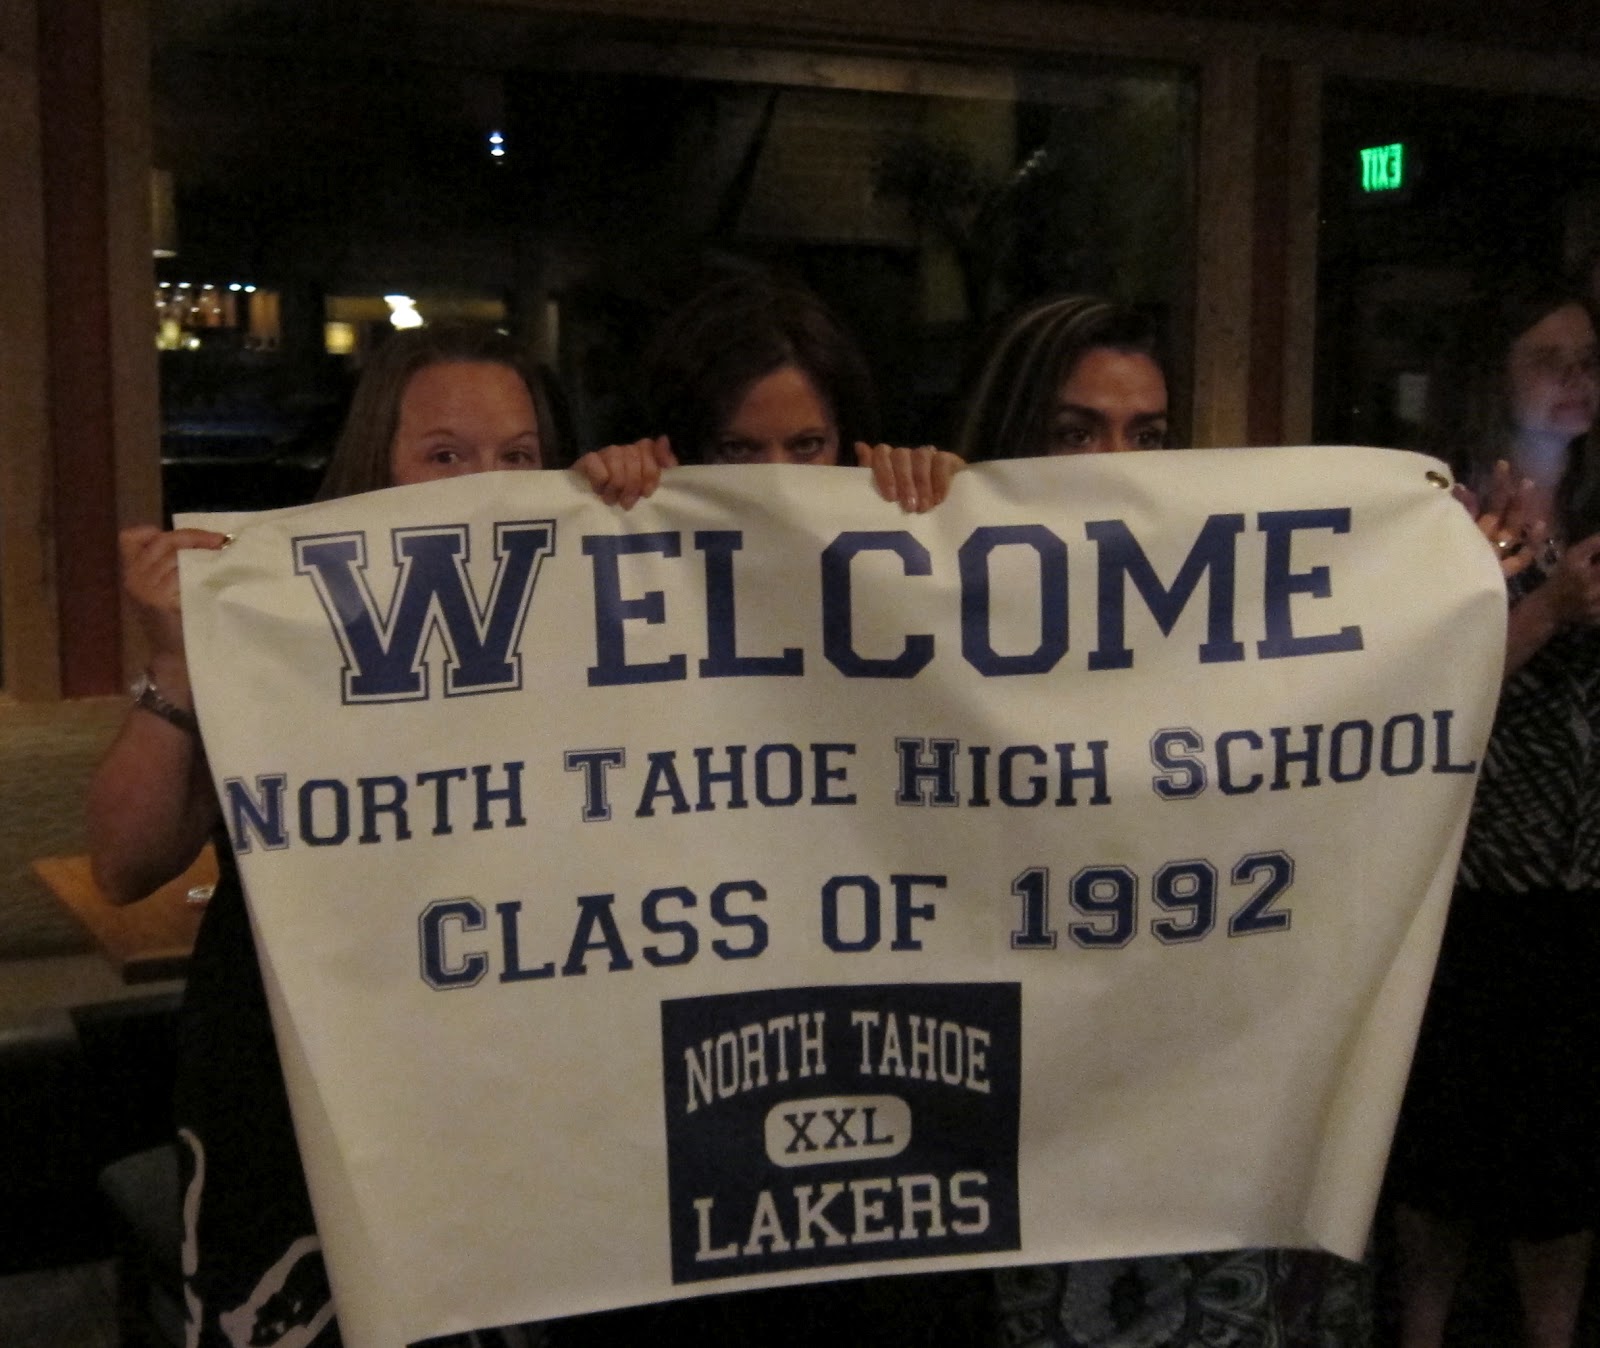 EXIT
WELCOME
NORTH TAHOE HIGH SCHOOL
CLASS OF 1992
NORTH TAHOE
XXL
LAKERS